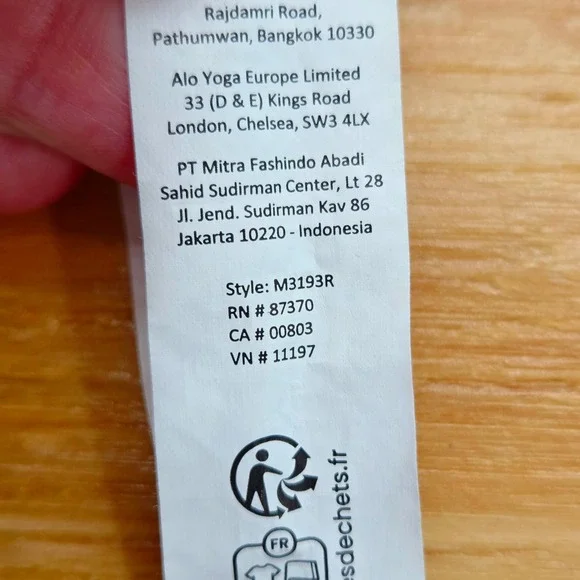 Rajdamri Road,
Pathumwan, Bangkok 10330
Alo Yoga Europe Limited
33 (D & E) Kings Road
London, Chelsea, SW3 4LX
PT Mitra Fashindo Abadi
Sahid Sudirman Center, Lt 28
Jl. Jend. Sudirman Kav 86
Jakarta 10220 - Indonesia
Style: M3193R
RN # 87370
CA # 00803
VN # 11197
FR
sdechets.fr